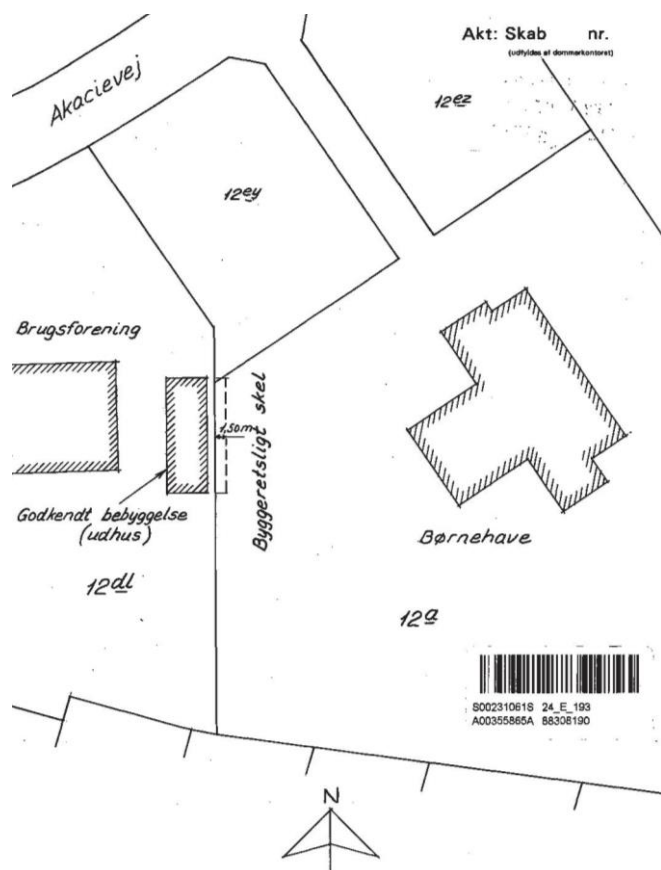 Akt: Skab nr.
(udfyldes af dommerkontoret)
Akacievej
12ez
12ey
Brugsforening
1,50m
Byggeretsligt skel
Godkendt bebyggelse
(udhus)
Børnehave
12dl
12a
S00231061S 24_E_193
A00355865A 88308190
N